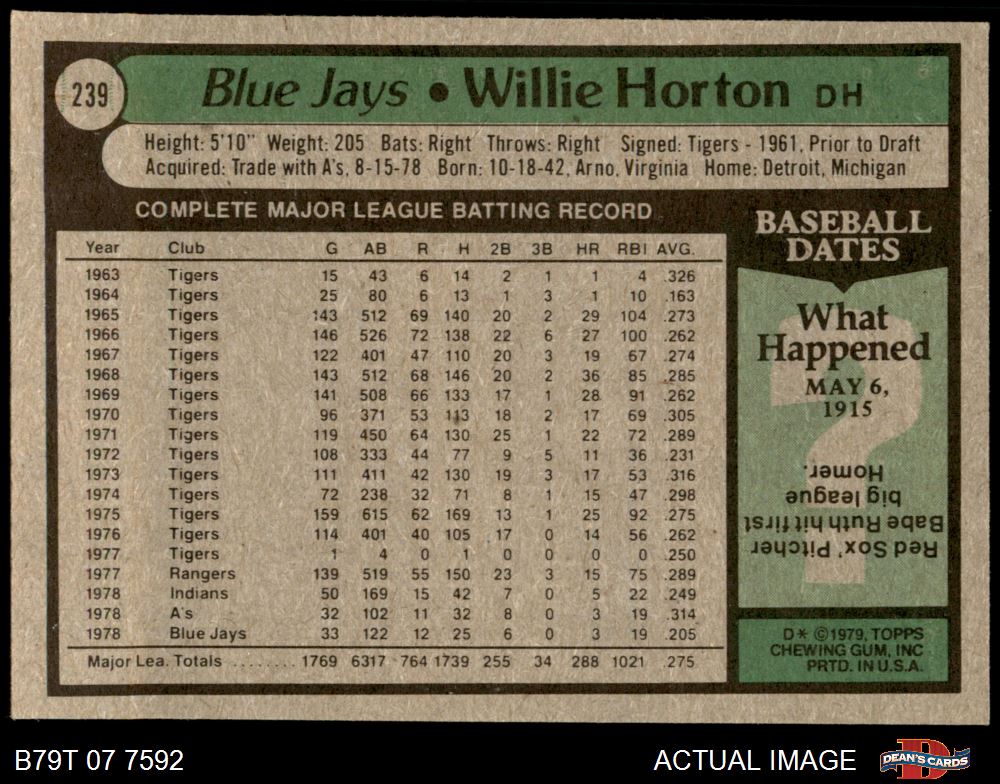 239
Blue Jays • Willie Horton DH
Height: 5'10" Weight: 205 Bats: Right Throws: Right Signed: Tigers - 1961, Prior to Draft
Acquired: Trade with A's, 8-15-78 Born: 10-18-42, Arno, Virginia Home: Detroit, Michigan
COMPLETE MAJOR LEAGUE BATTING RECORD
Year Club G AB R H 2B 3B HR RBI AVG.
1963 Tigers 15 43 6 14 2 1 1 4 .326
1964 Tigers 25 80 6 13 1 3 1 10 .163
1965 Tigers 143 512 69 140 20 2 29 104 .273
1966 Tigers 146 526 72 138 22 6 27 100 .262
1967 Tigers 122 401 47 110 20 3 19 67 .274
1968 Tigers 143 512 68 146 20 2 36 85 .285
1969 Tigers 141 508 66 133 17 1 28 91 .262
1970 Tigers 96 371 53 113 18 2 17 69 .305
1971 Tigers 119 450 64 130 25 1 22 72 .289
1972 Tigers 108 333 44 77 9 5 11 36 .231
1973 Tigers 111 411 42 130 19 3 17 53 .316
1974 Tigers 72 238 32 71 8 1 15 47 .298
1975 Tigers 159 615 62 169 13 1 25 92 .275
1976 Tigers 114 401 40 105 17 0 14 56 .262
1977 Tigers 1 4 0 1 0 0 0 0 .250
1977 Rangers 139 519 55 150 23 3 15 75 .289
1978 Indians 50 169 15 42 7 0 5 22 .249
1978 A's 32 102 11 32 8 0 3 19 .314
1978 Blue Jays 33 122 12 25 6 0 3 19 .205
Major Lea. Totals ........ 1769 6317 764 1739 255 34 288 1021 .275
BASEBALL
DATES
What
Happened
MAY 6,
1915
?
Red Sox' Pitcher
Babe Ruth hit first
big league
Homer.
D* ©1979, TOPPS
CHEWING GUM, INC
PRTD. IN U.S.A.
B79T 07 7592
ACTUAL IMAGE
D
DEAN'S CARDS